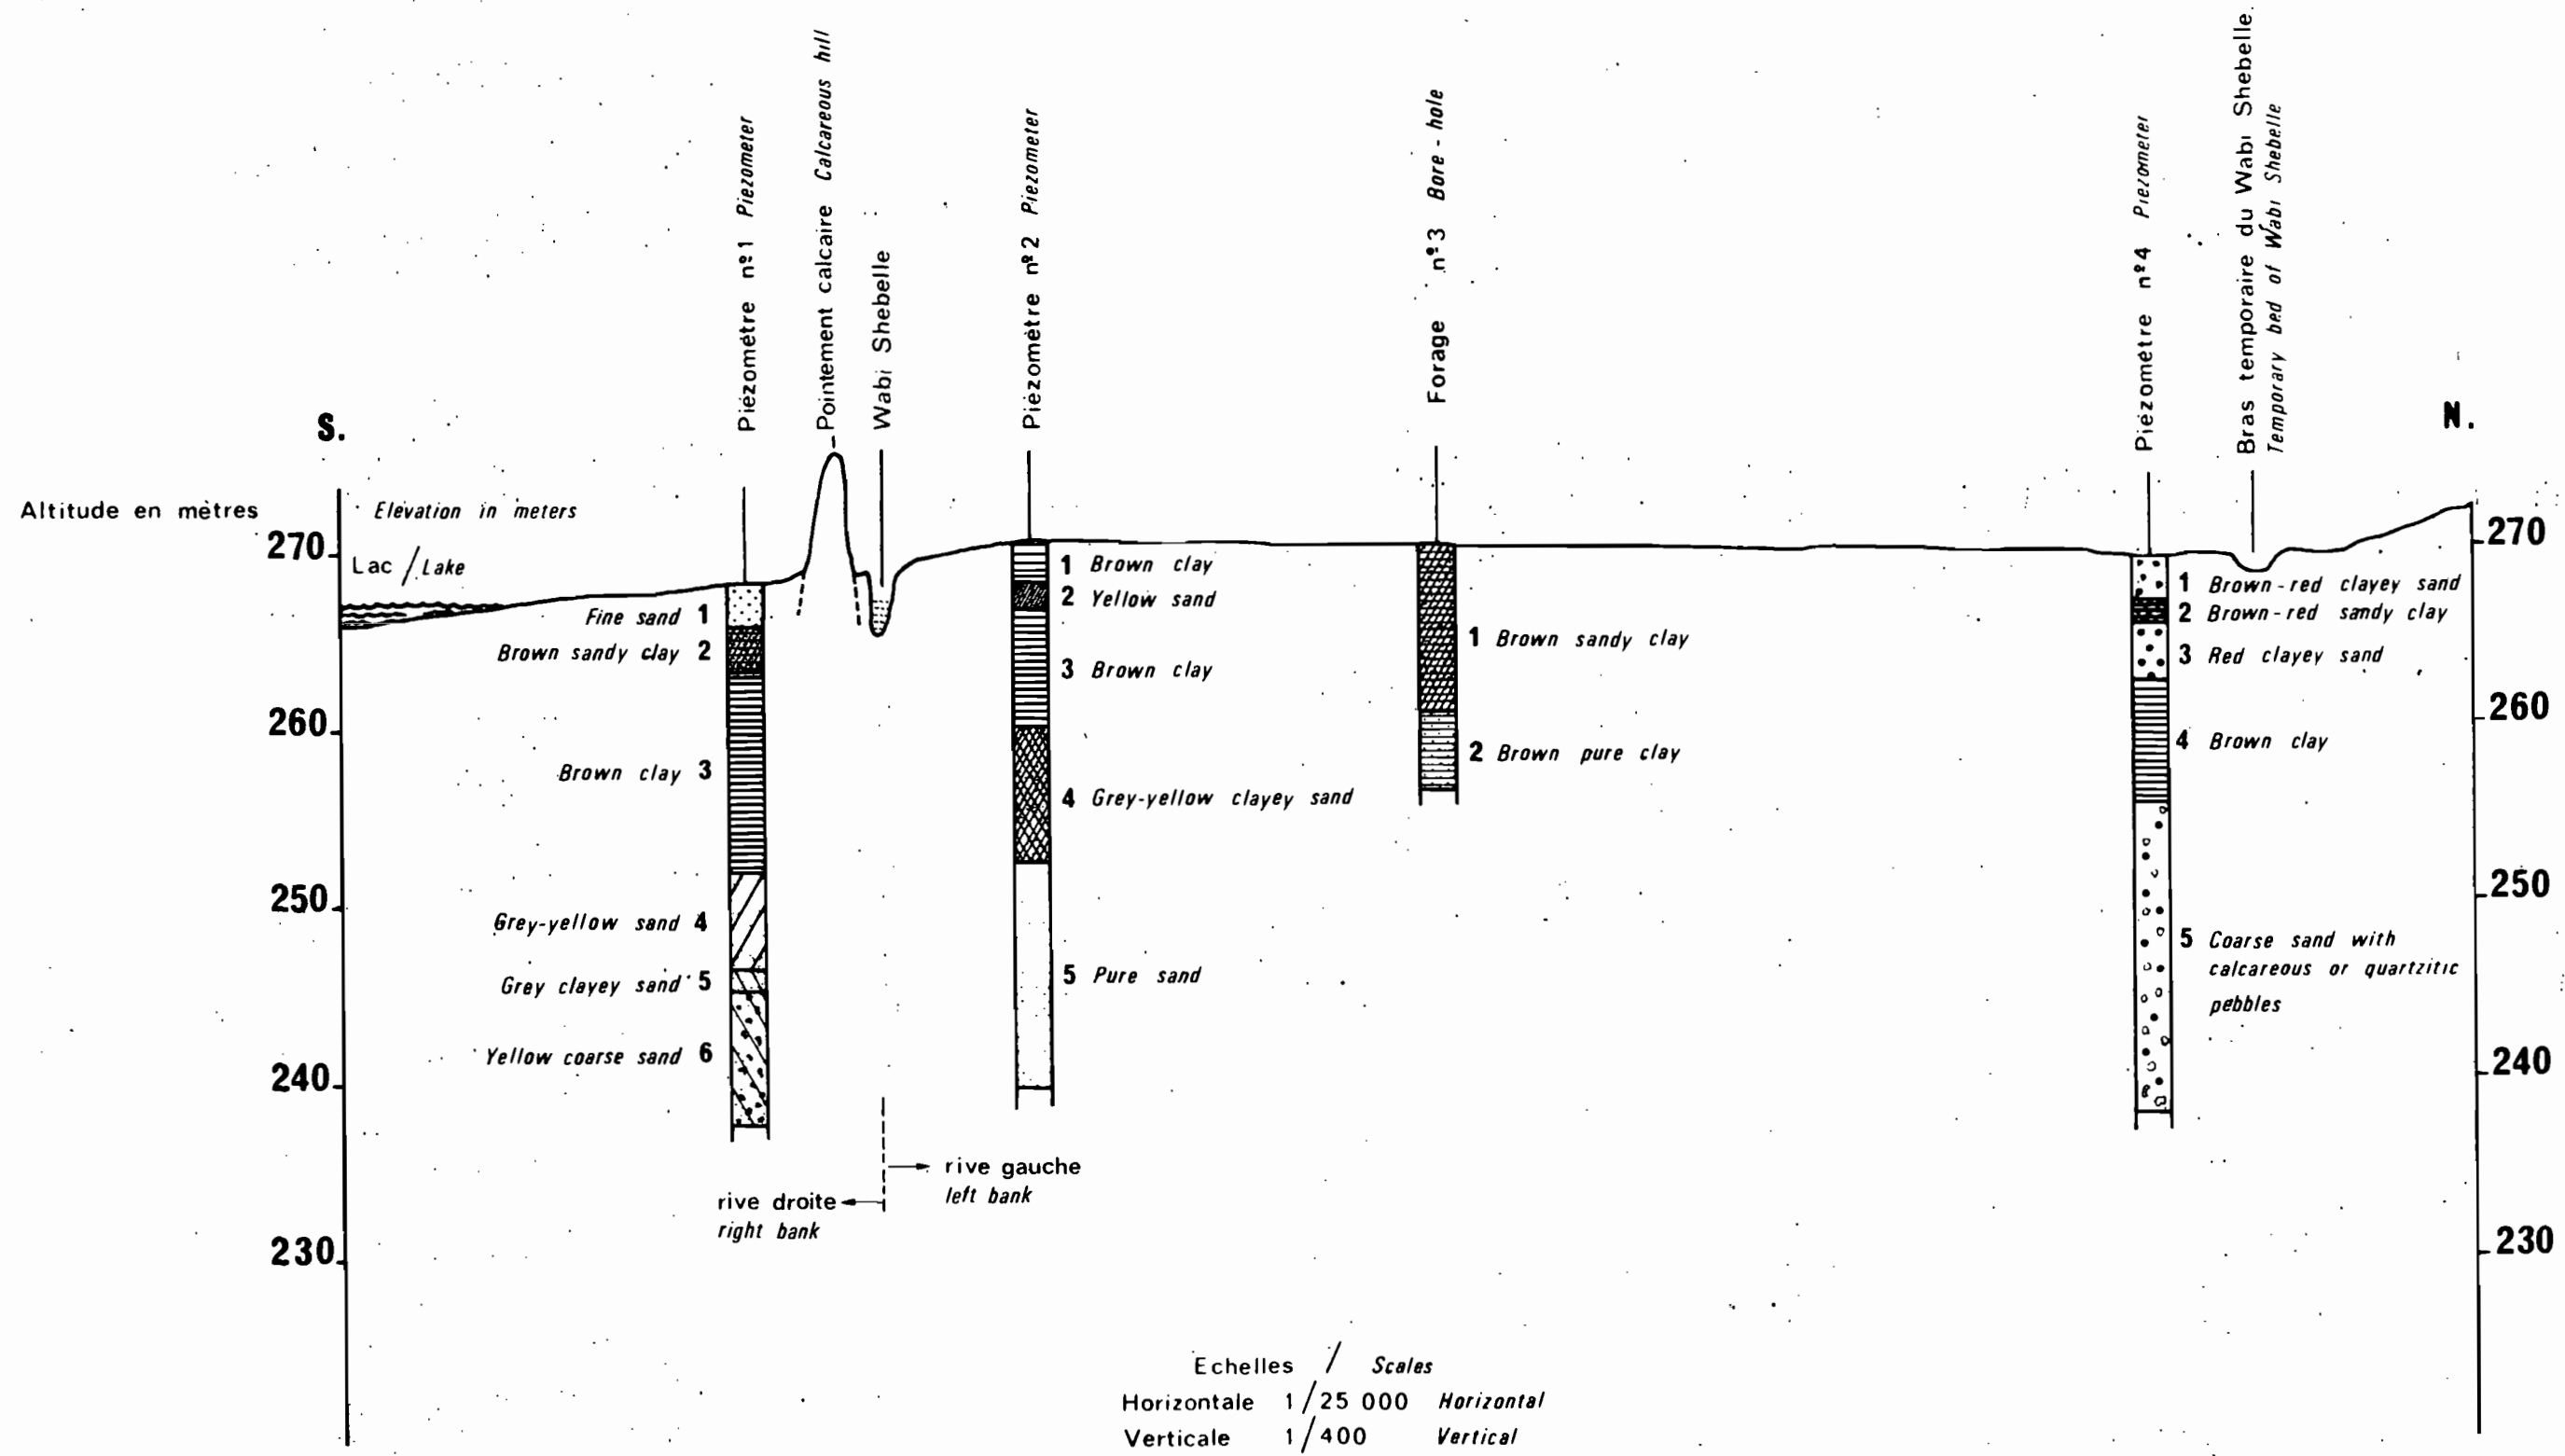 Piézomètre nº1 Piezometer
Pointement calcaire Calcareous hill
Wabi Shebelle
Piézomètre nº2 Piezometer
Forage nº3 Bore-hole
Piézomètre nº4 Piezometer
Bras temporaire du Wabi Shebelle.
Temporary bed of Wabi Shebelle
S.
N.
Altitude en mètres
Elevation in meters
Lac / Lake
270
260
250
240
230
Fine sand 1
Brown sandy clay 2
Brown clay 3
Grey-yellow sand 4
Grey clayey sand 5
Yellow coarse sand 6
1 Brown clay
2 Yellow sand
3 Brown clay
4 Grey-yellow clayey sand
5 Pure sand
1 Brown sandy clay
2 Brown pure clay
1 Brown-red clayey sand
2 Brown-red sandy clay
3 Red clayey sand
4 Brown clay
5 Coarse sand with
calcareous or quartzitic
pebbles
270
260
250
240
230
rive gauche
left bank
rive droite
right bank
Echelles / Scales
Horizontale 1/25 000 Horizontal
Verticale 1/400 Vertical